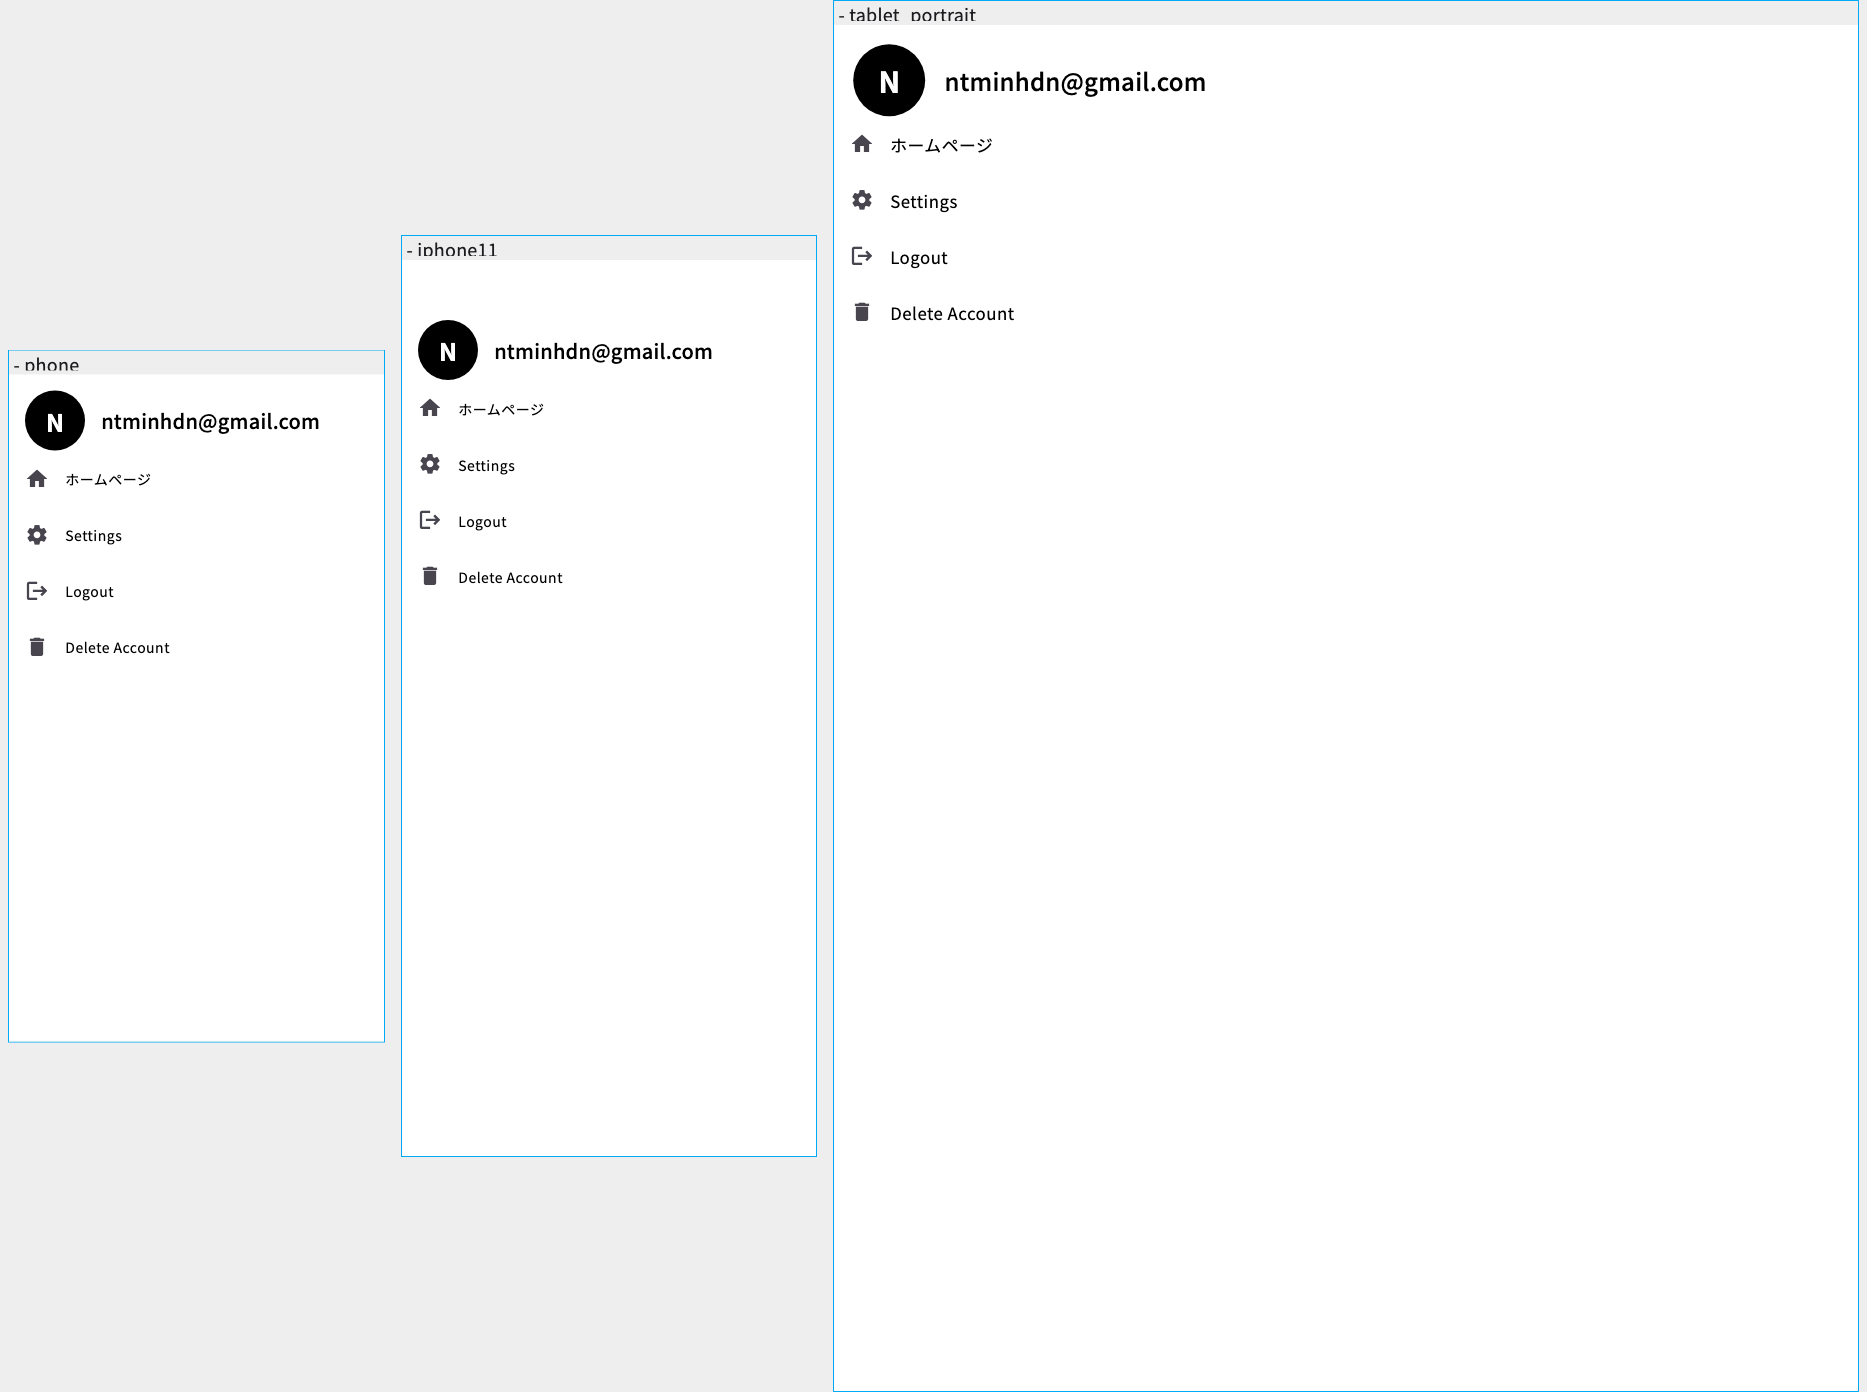 - phone
N
ntminhdn@gmail.com
ホームページ
Settings
Logout
Delete Account
- iphone11
N
ntminhdn@gmail.com
ホームページ
Settings
Logout
Delete Account
- tablet_portrait
N
ntminhdn@gmail.com
ホームページ
Settings
Logout
Delete Account